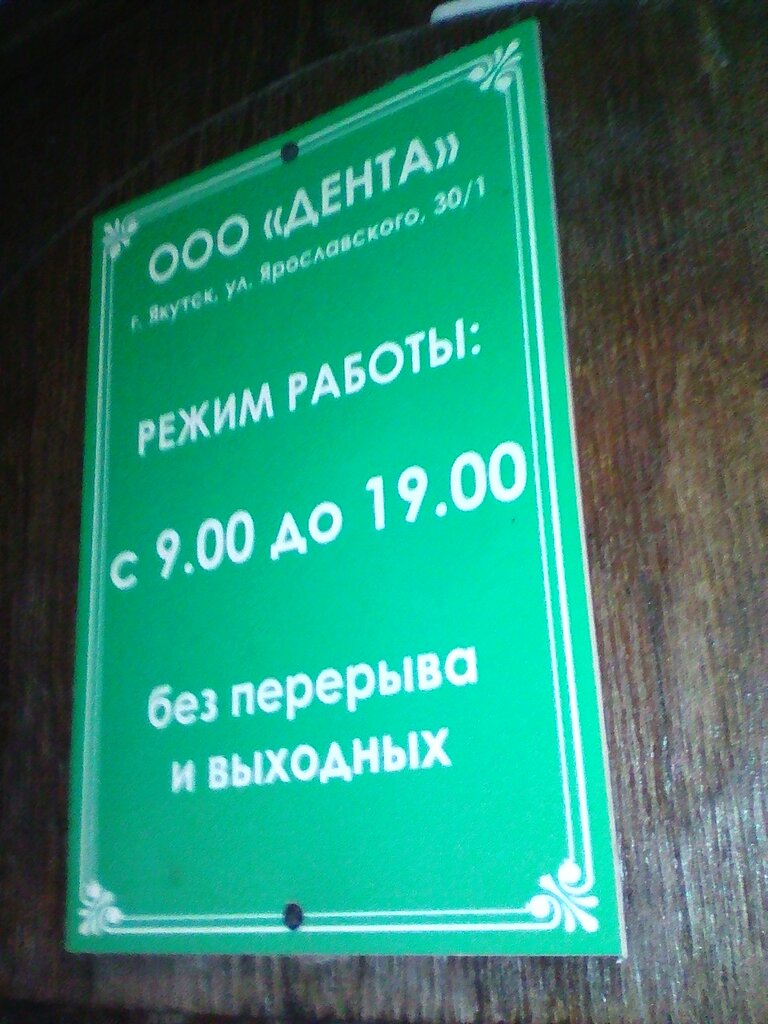 ООО «ДЕНТА»
г. Якутск, ул. Ярославского, 30/1
РЕЖИМ РАБОТЫ:
с 9.00 до 19.00
без перерыва
и выходных